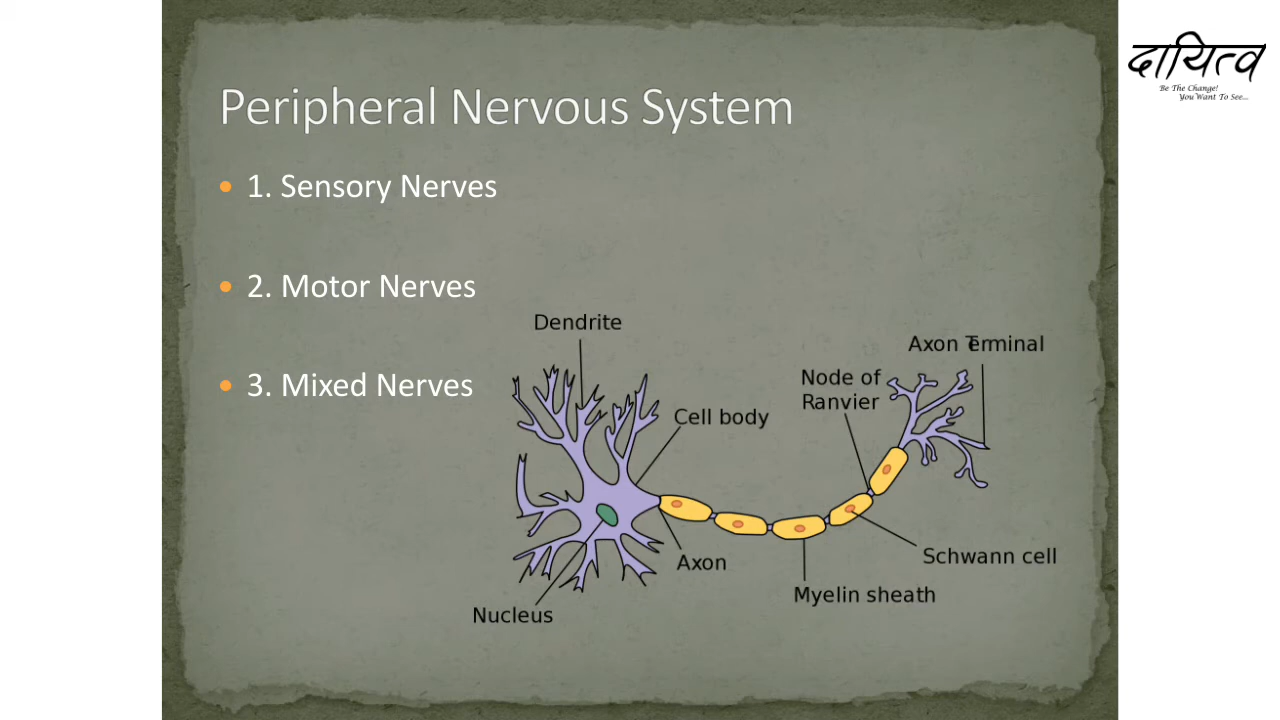 दायित्व
Be The Change!
You Want To See...
Peripheral Nervous System
• 1. Sensory Nerves
• 2. Motor Nerves
• 3. Mixed Nerves
Dendrite
Axon Terminal
Node of
Ranvier
Cell body
Axon
Schwann cell
Myelin sheath
Nucleus